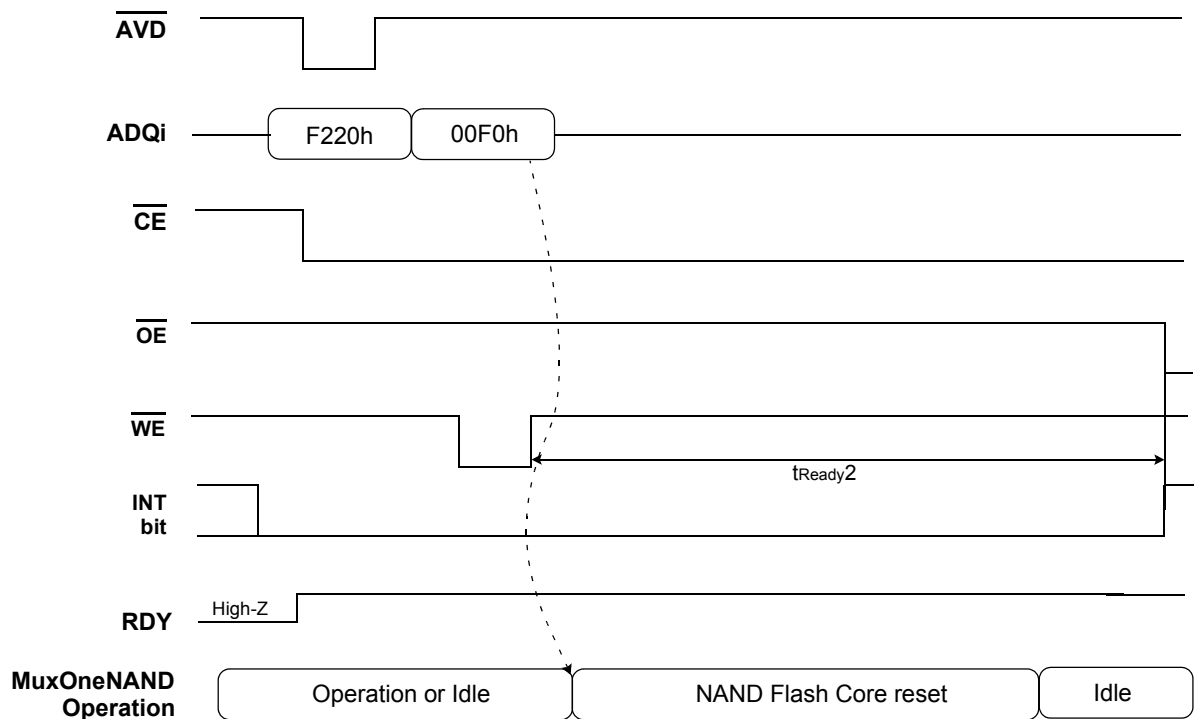 AVD
ADQi
F220h
00F0h
CE
OE
WE
tReady2
INT
bit
High-Z
RDY
MuxOneNAND
Operation
Operation or Idle
NAND Flash Core reset
Idle